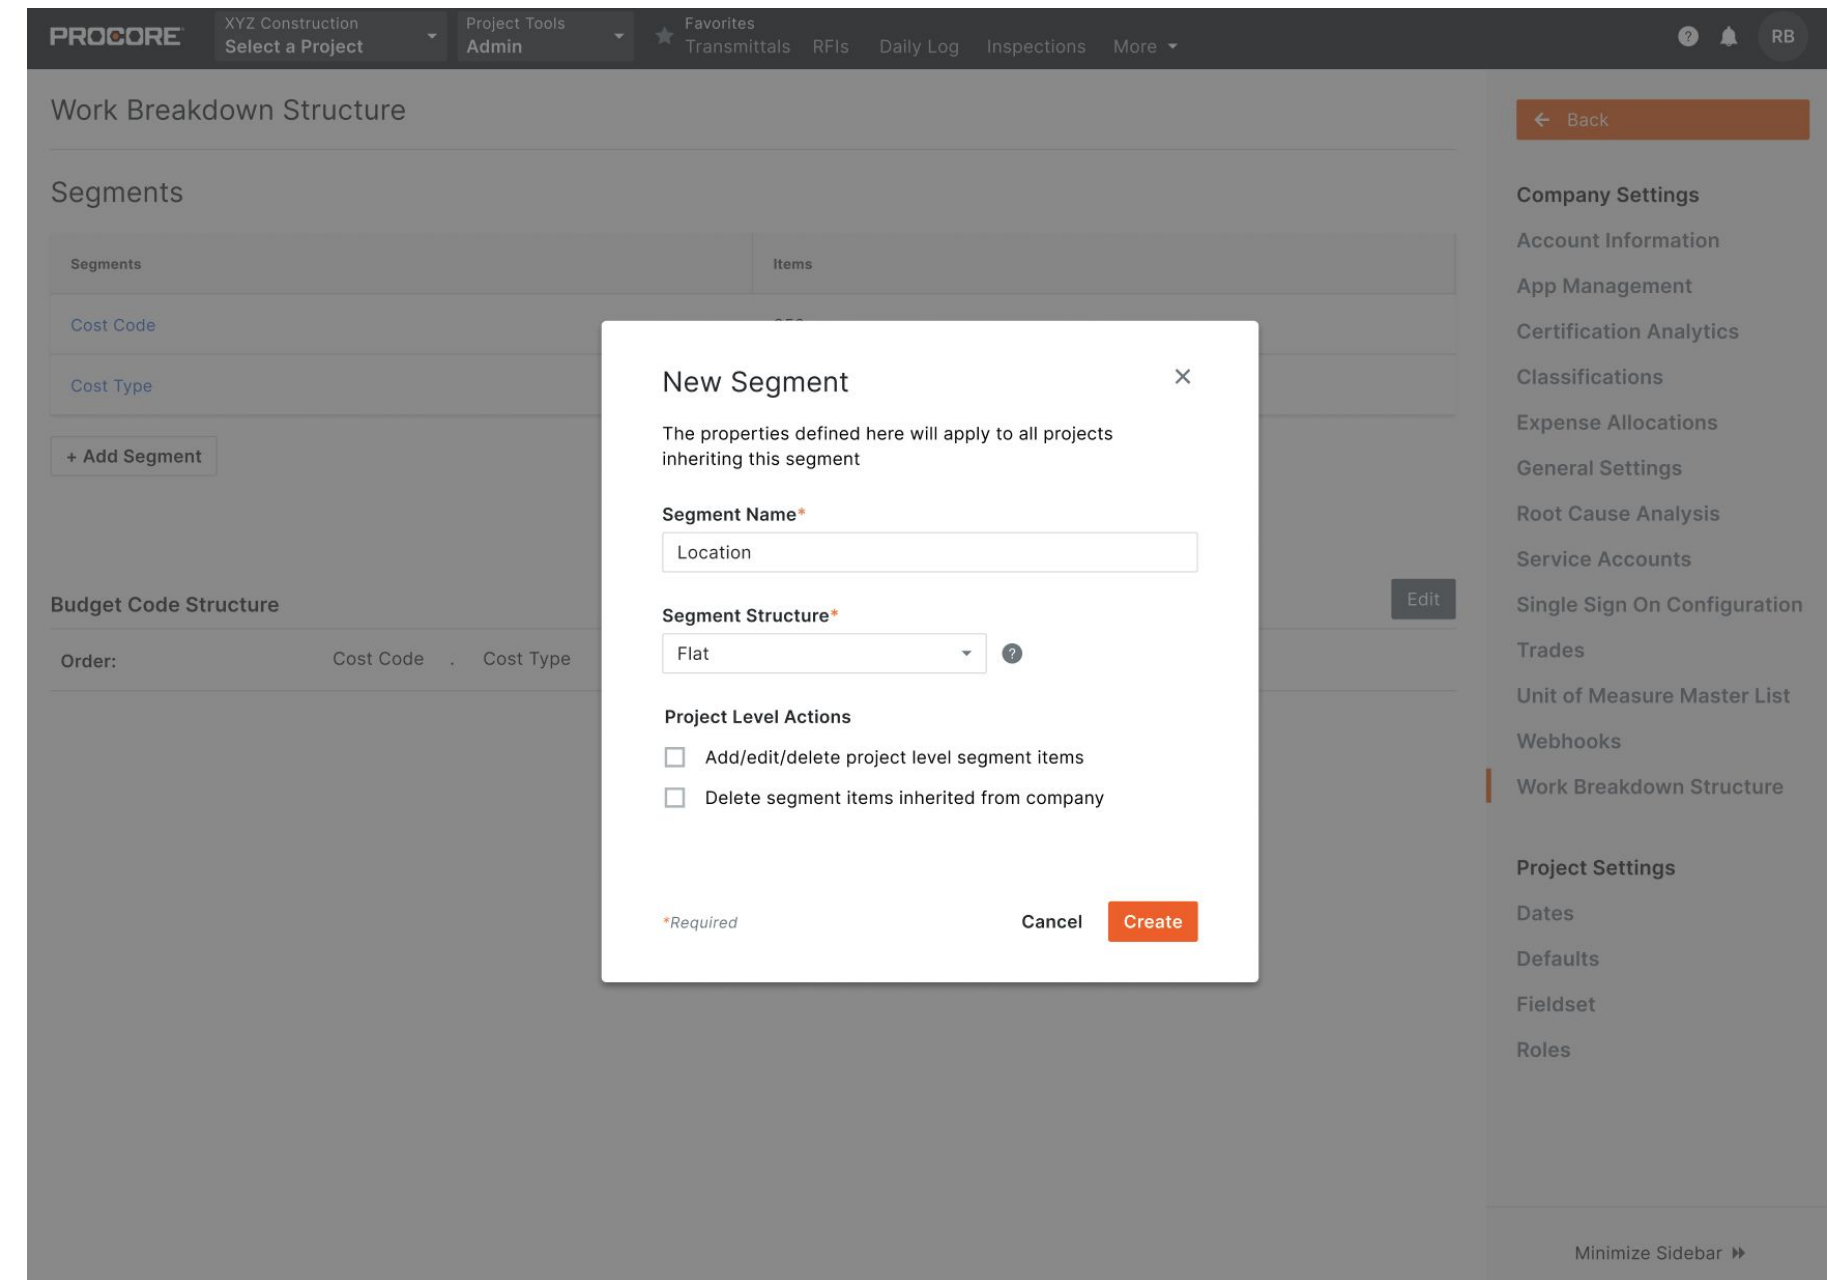 PROCORE
XYZ Construction
Select a Project
Project Tools
Admin
Favorites
Transmittals RFIs Daily Log Inspections More
?
RB
Work Breakdown Structure
Segments
Segments Items
Cost Code
Cost Type
+ Add Segment
Budget Code Structure
Edit
Order: Cost Code . Cost Type
New Segment
The properties defined here will apply to all projects
inheriting this segment
Segment Name*
Location
Segment Structure*
Flat
?
Project Level Actions
Add/edit/delete project level segment items
Delete segment items inherited from company
*Required
Cancel
Create
Back
Company Settings
Account Information
App Management
Certification Analytics
Classifications
Expense Allocations
General Settings
Root Cause Analysis
Service Accounts
Single Sign On Configuration
Trades
Unit of Measure Master List
Webhooks
Work Breakdown Structure
Project Settings
Dates
Defaults
Fieldset
Roles
Minimize Sidebar